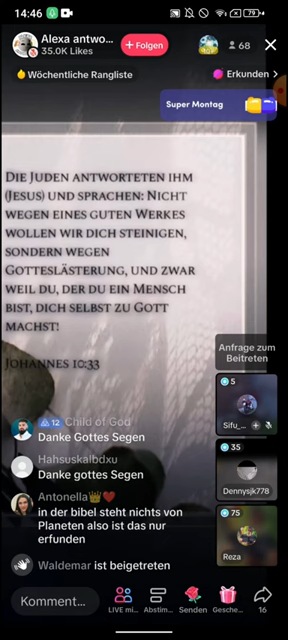 14:46
79
Alexa antwo...
35.0K Likes
+ Folgen
68
Wöchentliche Rangliste
Erkunden >
Super Montag
DIE JUDEN ANTWORTETEN IHM
(JESUS) UND SPRACHEN: NICHT
WEGEN EINES GUTEN WERKES
WOLLEN WIR DICH STEINIGEN,
SONDERN WEGEN
GOTTESLÄSTERUNG, UND ZWAR
WEIL DU, DER DU EIN MENSCH
BIST, DICH SELBST ZU GOTT
MACHST!
JOHANNES 10:33
Anfrage zum
Beitreten
5
Sifu_...
35
Dennysjk778
75
Reza
12 Child of God
Danke Gottes Segen
Hahsuskalbdxu
Danke gottes Segen
Antonella
in der bibel steht nichts von
Planeten also ist das nur
erfunden
Waldemar ist beigetreten
Komment...
LIVE mi...
Abstim...
Senden
Gesche...
16